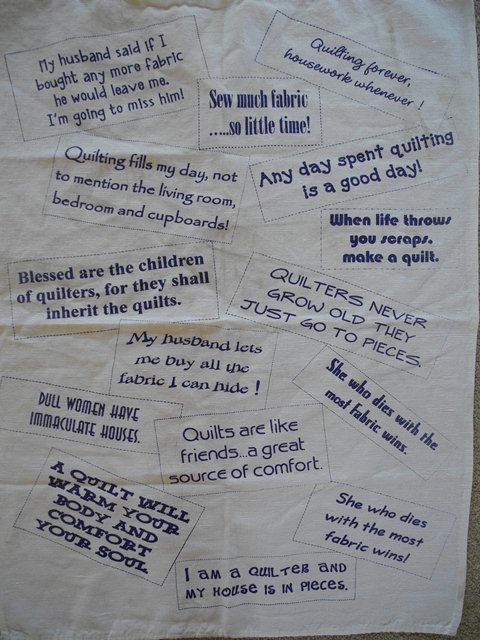 My husband said if I
bought any more fabric
he would leave me.
I'm going to miss him!
Quilting forever,
housework whenever !
Sew much fabric
.....so little time!
Quilting fills my day, not
to mention the living room,
bedroom and cupboards!
Any day spent quilting
is a good day!
When life throws
you scraps.
make a quilt.
Blessed are the children
of quilters, for they shall
inherit the quilts.
QUILTERS NEVER
GROW OLD THEY
JUST GO TO PIECES.
My husband lets
me buy all the
fabric I can hide !
She who dies with the
most fabric wins.
DULL WOMEN HAVE
IMMACULATE HOUSES.
Quilts are like
friends...a great
source of comfort.
A QUILT WILL
WARM YOUR
BODY AND
COMFORT
YOUR SOUL
She who dies
with the most
fabric wins!
I AM A QUILTER AND
MY HOUSE IS IN PIECES.